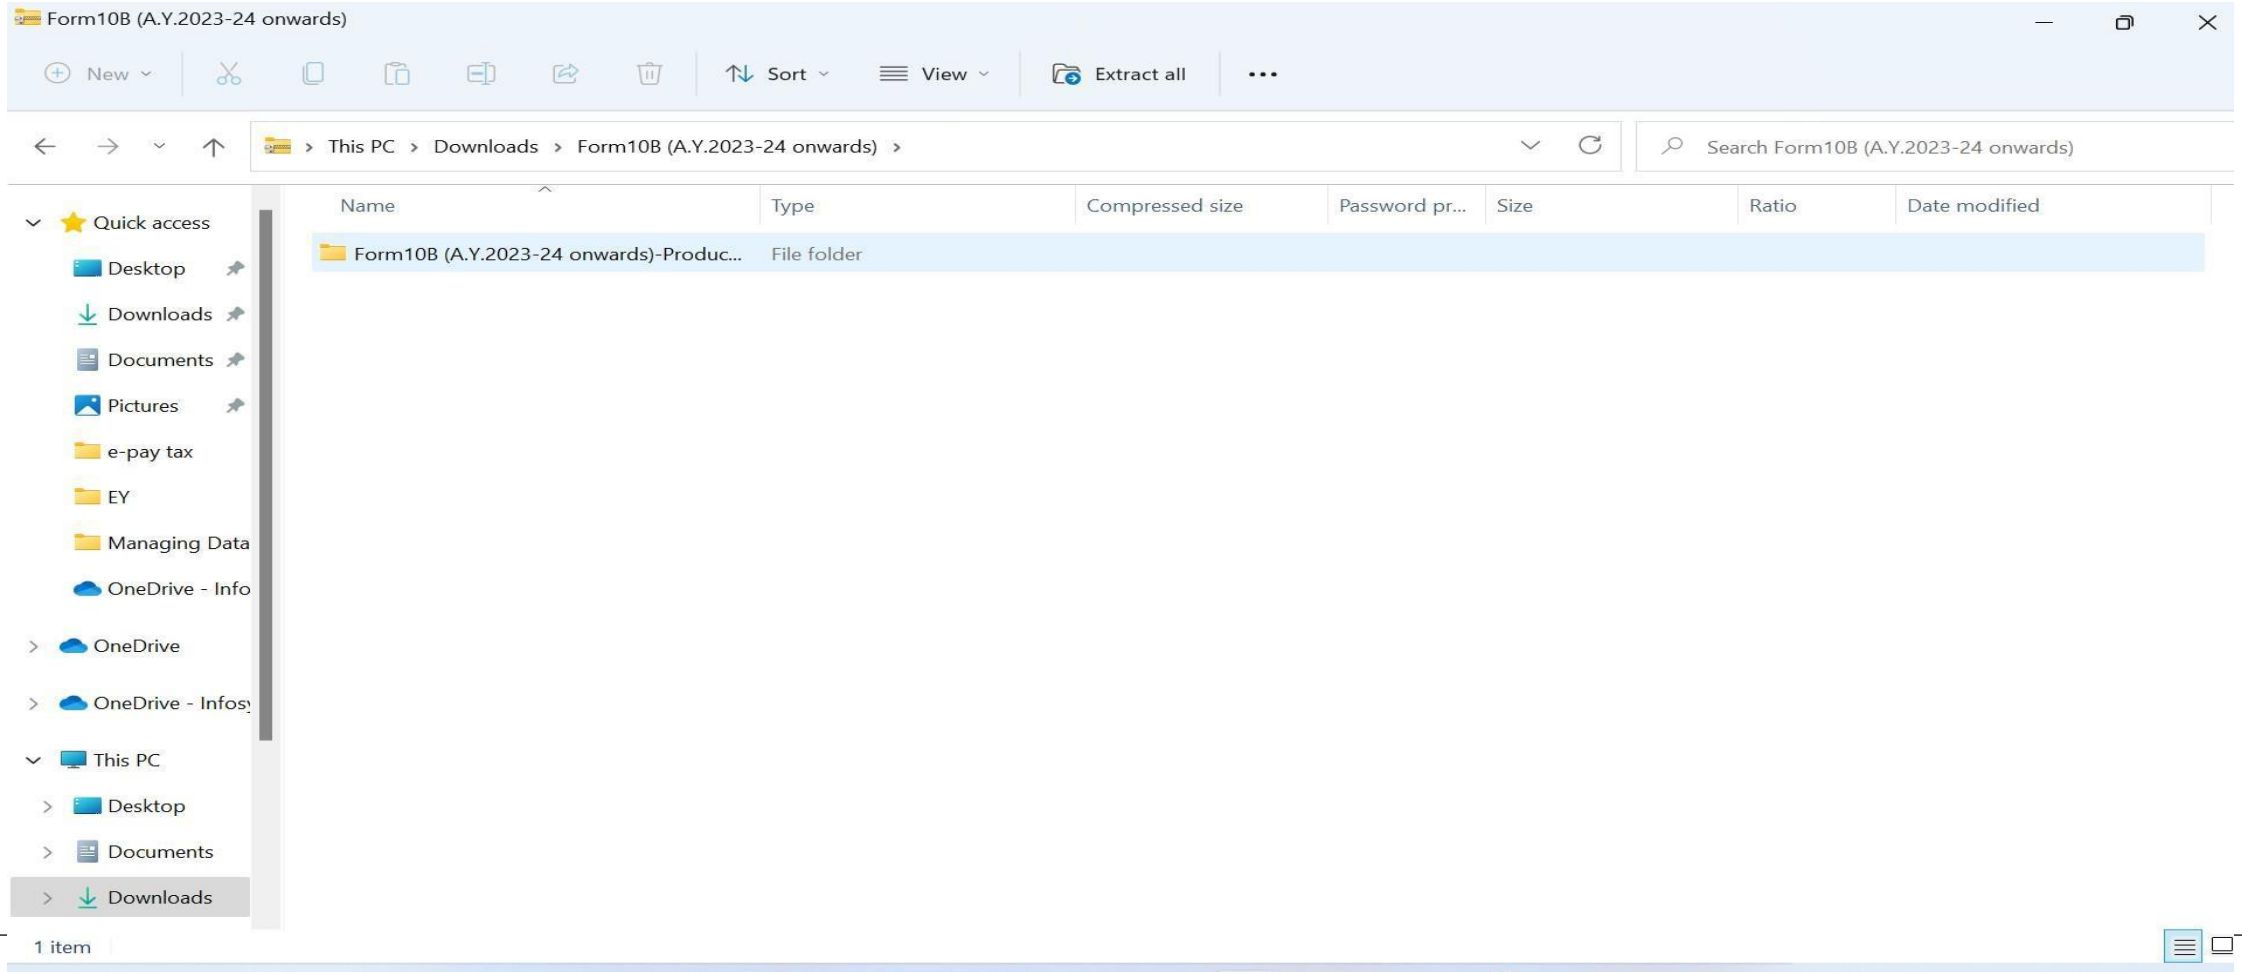 Form10B (A.Y.2023-24 onwards)
New Sort View Extract all
This PC > Downloads > Form10B (A.Y.2023-24 onwards) >
Search Form10B (A.Y.2023-24 onwards)
Name Type Compressed size Password pr... Size Ratio Date modified
Form10B (A.Y.2023-24 onwards)-Produc... File folder
Quick access
Desktop
Downloads
Documents
Pictures
e-pay tax
EY
Managing Data
OneDrive - Info
OneDrive
OneDrive - Infosy
This PC
Desktop
Documents
Downloads
1 item